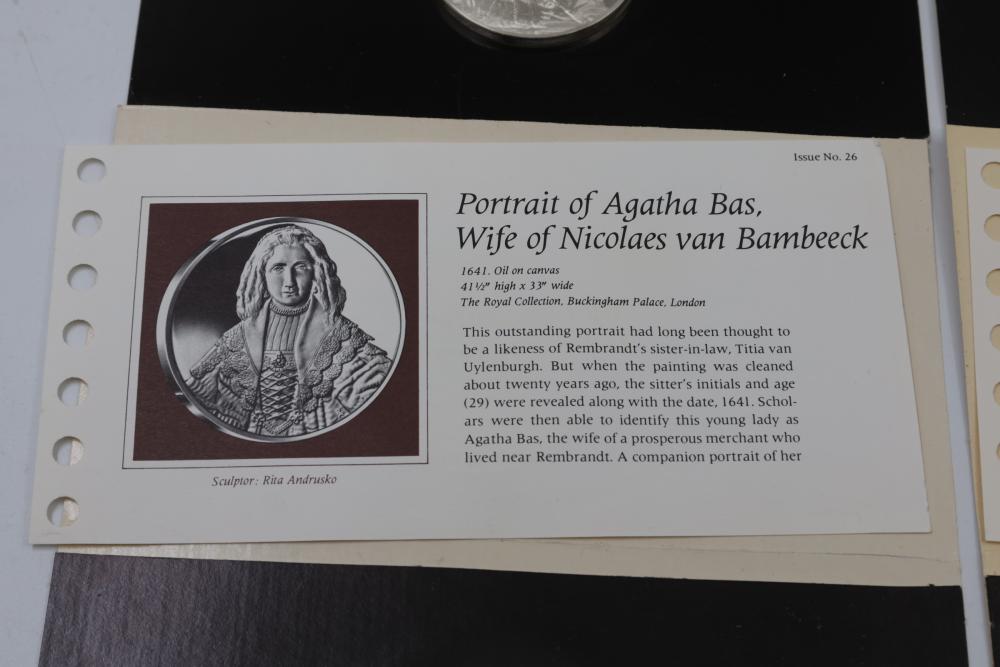 Issue No. 26
Portrait of Agatha Bas,
Wife of Nicolaes van Bambeeck
1641. Oil on canvas
41½" high x 33" wide
The Royal Collection, Buckingham Palace, London
This outstanding portrait had long been thought to
be a likeness of Rembrandt's sister-in-law, Titia van
Uylenburgh. But when the painting was cleaned
about twenty years ago, the sitter's initials and age
(29) were revealed along with the date, 1641. Schol-
ars were then able to identify this young lady as
Agatha Bas, the wife of a prosperous merchant who
lived near Rembrandt. A companion portrait of her
Sculptor: Rita Andrusko